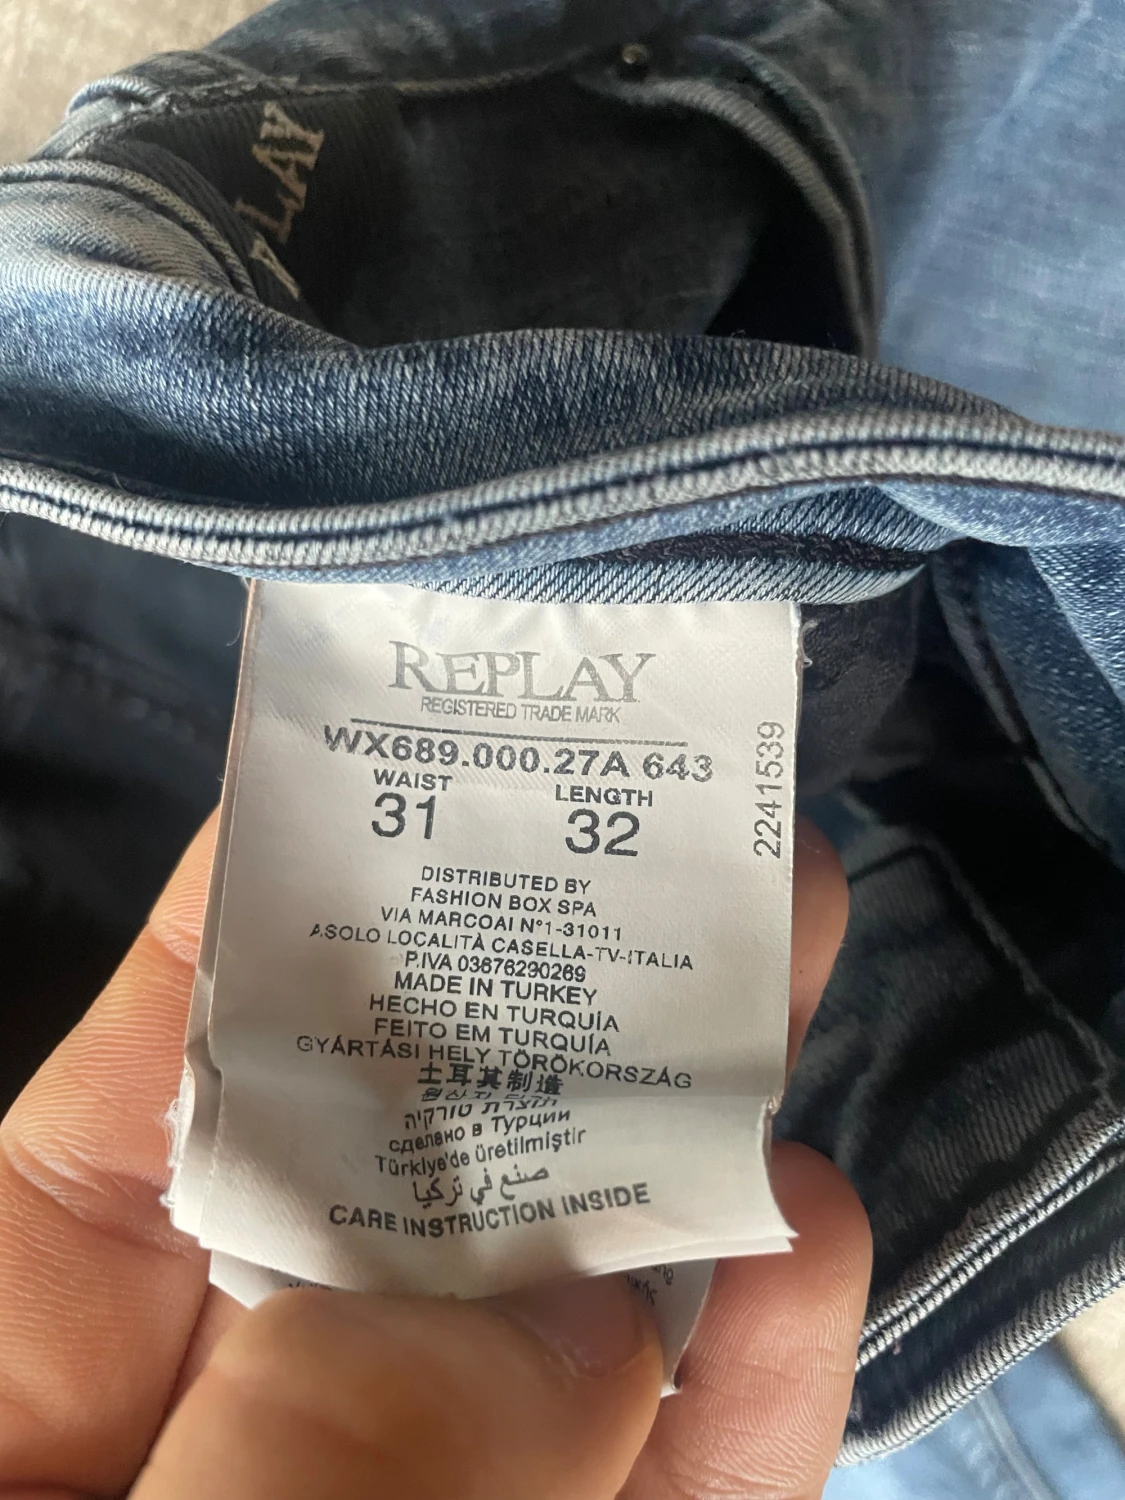 PLAY
REPLAY
REGISTERED TRADE MARK
WX689.000.27A 643
WAIST LENGTH
31 32
2241539
DISTRIBUTED BY
FASHION BOX SPA
VIA MARCOAI N°1-31011
ASOLO LOCALITÀ CASELLA-TV-ITALIA
P.IVA 03676290269
MADE IN TURKEY
HECHO EN TURQUÍA
FEITO EM TURQUÍA
GYÁRTÁSI HELY TÖRÖKORSZÁG
土耳其制造
תוצרת טורקיה
сделано в Турции
Türkiye'de üretilmiştir
صنع في تركيا
CARE INSTRUCTION INSIDE